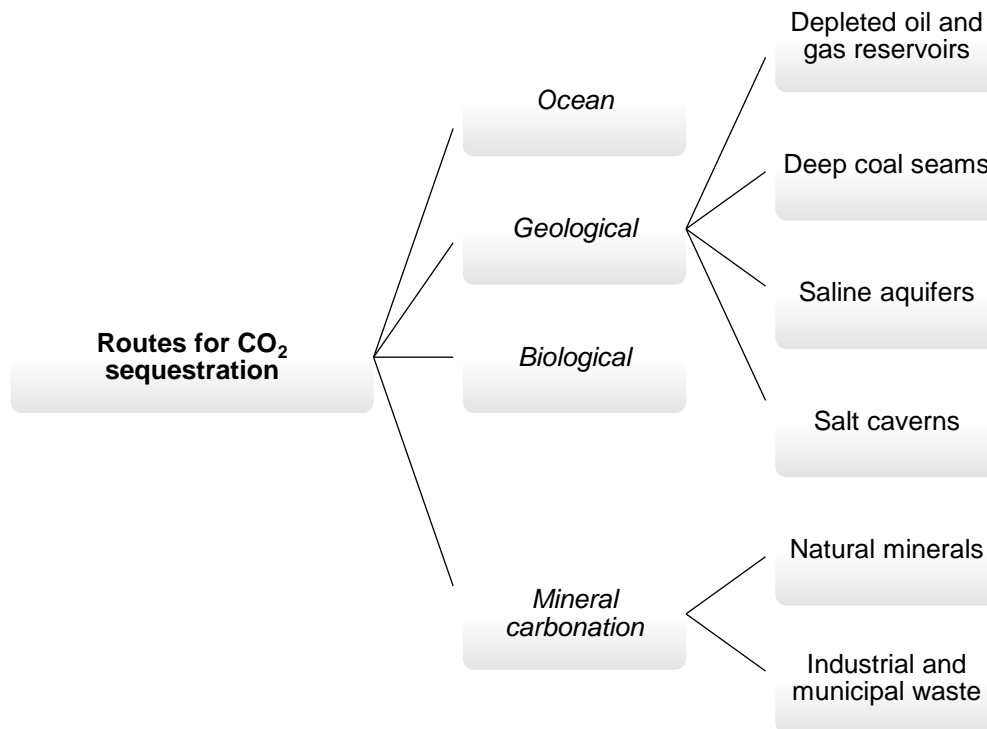 Routes for CO₂
sequestration
Ocean
Geological
Biological
Mineral
carbonation
Depleted oil and
gas reservoirs
Deep coal seams
Saline aquifers
Salt caverns
Natural minerals
Industrial and
municipal waste